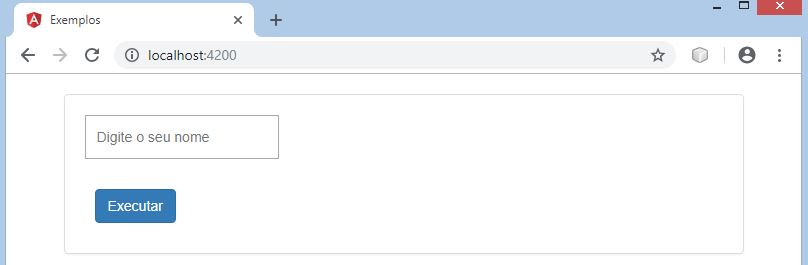 Exemplos
localhost:4200
Digite o seu nome
Executar